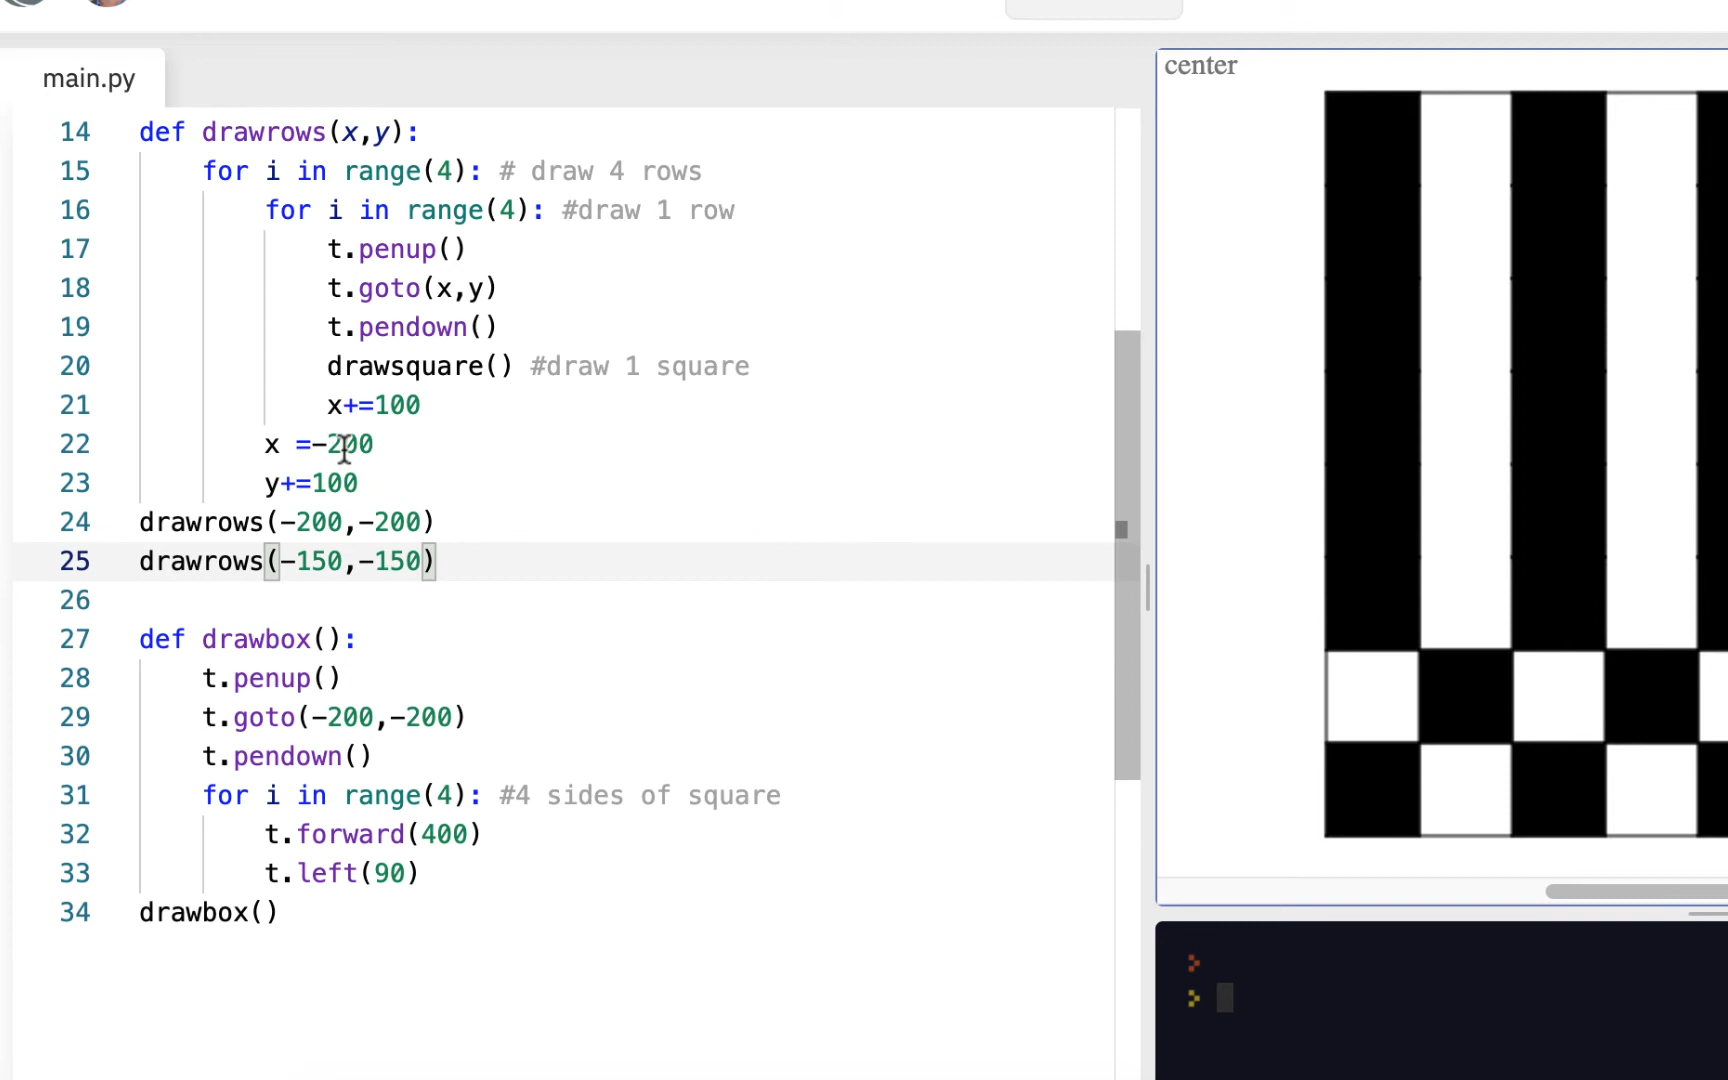 main.py
center
14 def drawrows(x,y):
15 for i in range(4): # draw 4 rows
16 for i in range(4): #draw 1 row
17 t.penup()
18 t.goto(x,y)
19 t.pendown()
20 drawsquare() #draw 1 square
21 x+=100
22 x =-200
23 y+=100
24 drawrows(-200,-200)
25 drawrows(-150,-150)
26
27 def drawbox():
28 t.penup()
29 t.goto(-200,-200)
30 t.pendown()
31 for i in range(4): #4 sides of square
32 t.forward(400)
33 t.left(90)
34 drawbox()
>
>